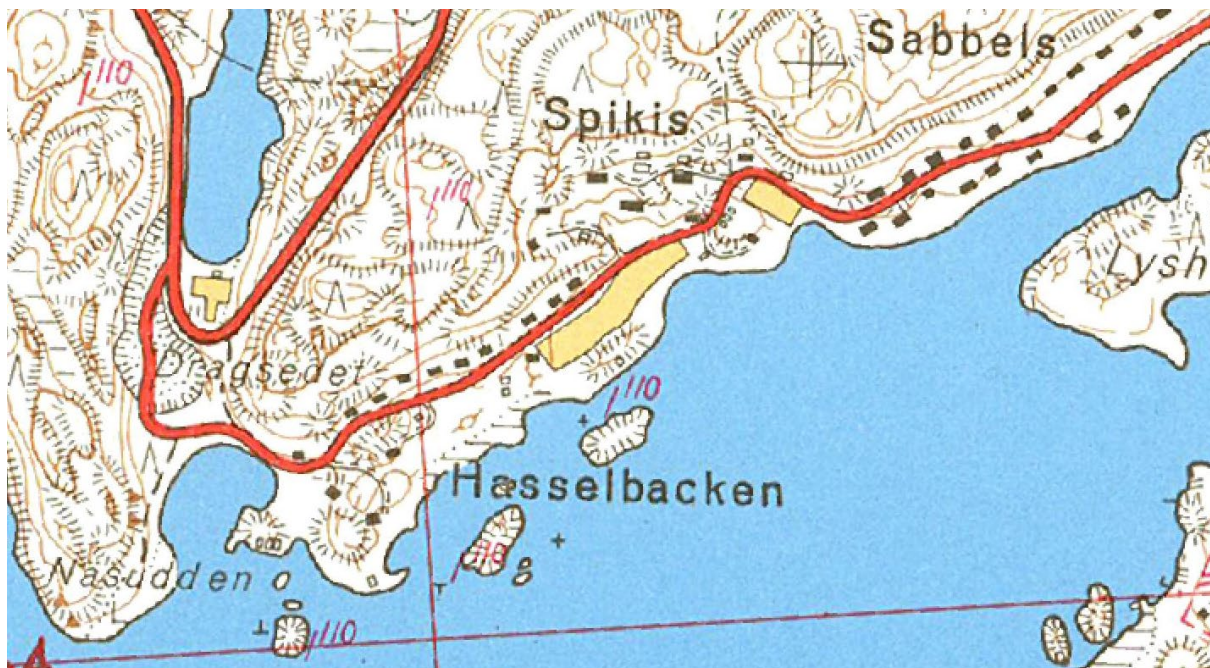 Sabbels
110
Spikis
110
Lysh
Dragsedet
110
Hasselbacken
110
Näsudden
110